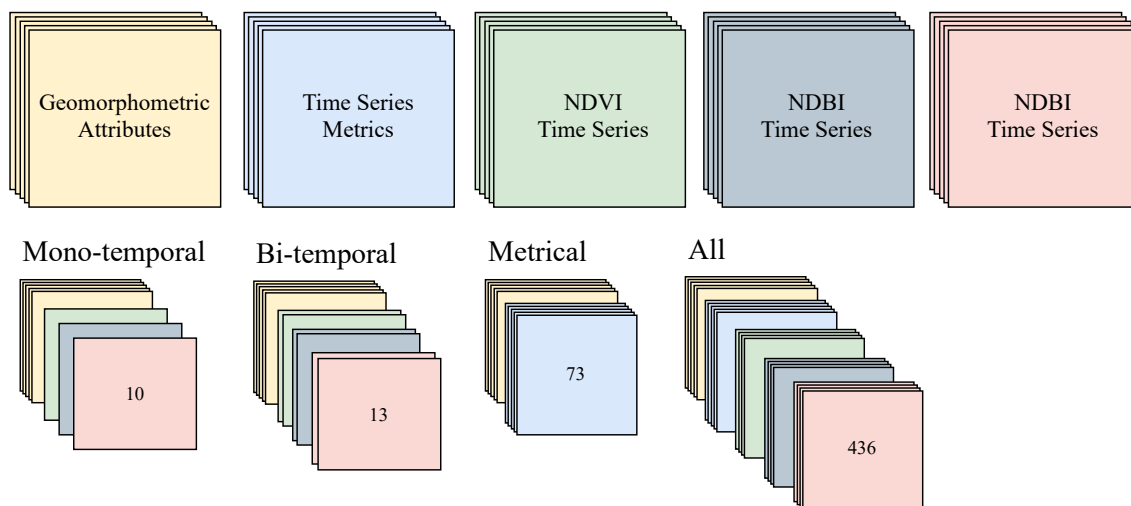 Geomorphometric
Attributes
Time Series
Metrics
NDVI
Time Series
NDBI
Time Series
NDBI
Time Series
Mono-temporal
Bi-temporal
Metrical
All
10
13
73
436